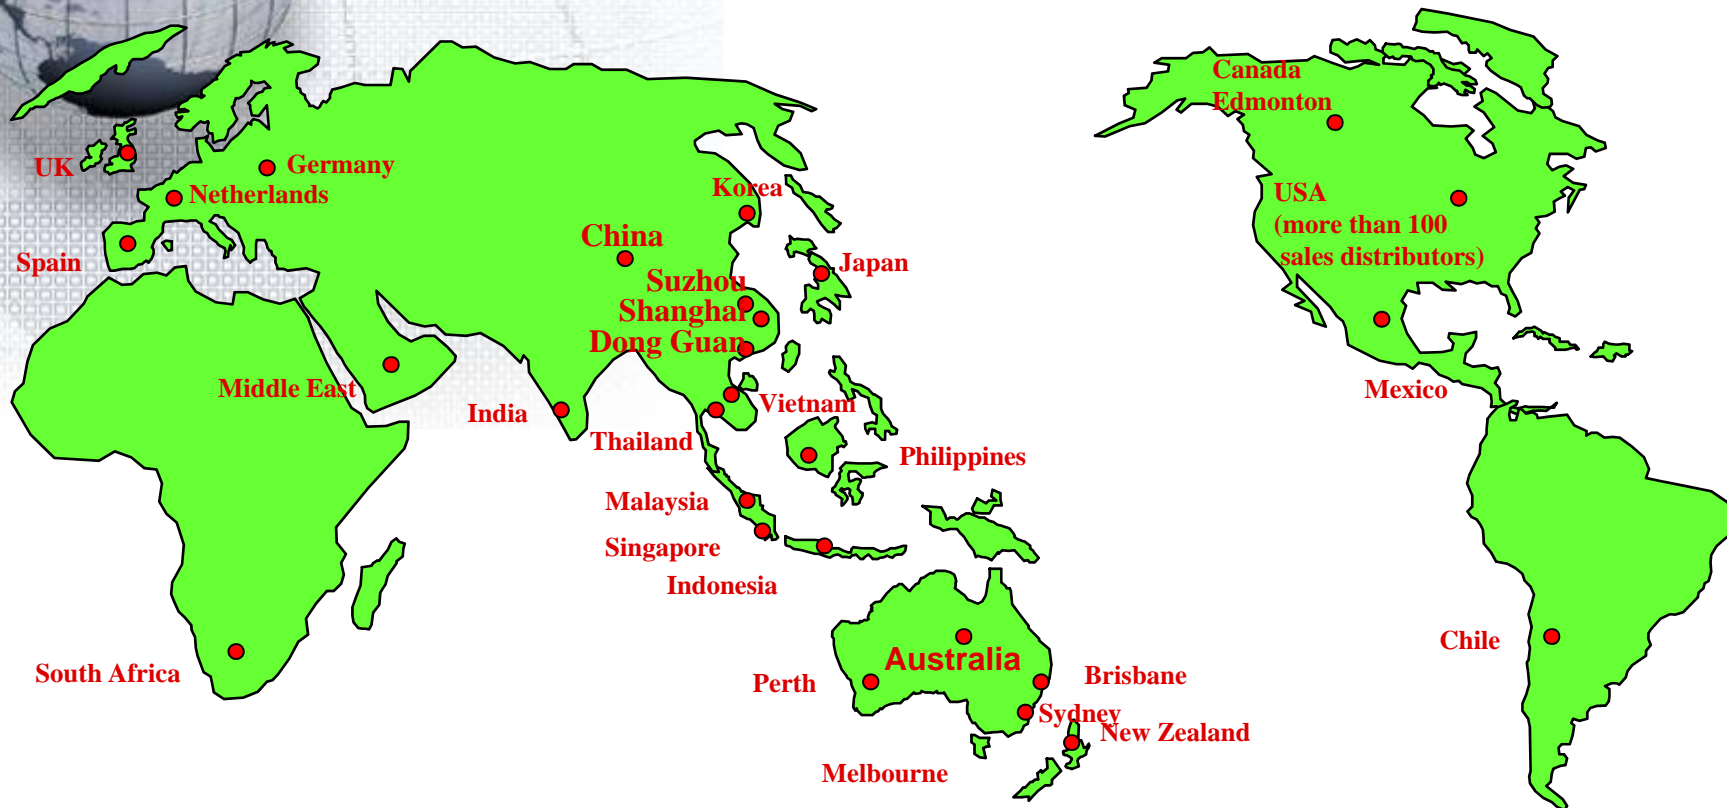 Canada
Edmonton
UK
Germany
Netherlands
Korea
USA
(more than 100
sales distributors)
China
Spain
Japan
Suzhou
Shanghai
Dong Guan
Middle East
Mexico
India
Vietnam
Thailand
Philippines
Malaysia
Singapore
Indonesia
Chile
Australia
South Africa
Perth
Brisbane
Sydney
New Zealand
Melbourne